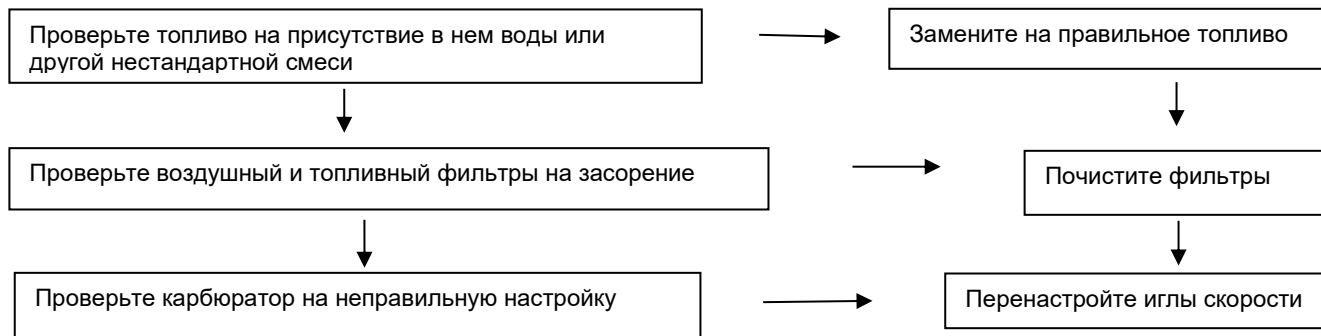 Проверьте топливо на присутствие в нем воды или
другой нестандартной смеси
Замените на правильное топливо
Проверьте воздушный и топливный фильтры на засорение
Почистите фильтры
Проверьте карбюратор на неправильную настройку
Перенастройте иглы скорости